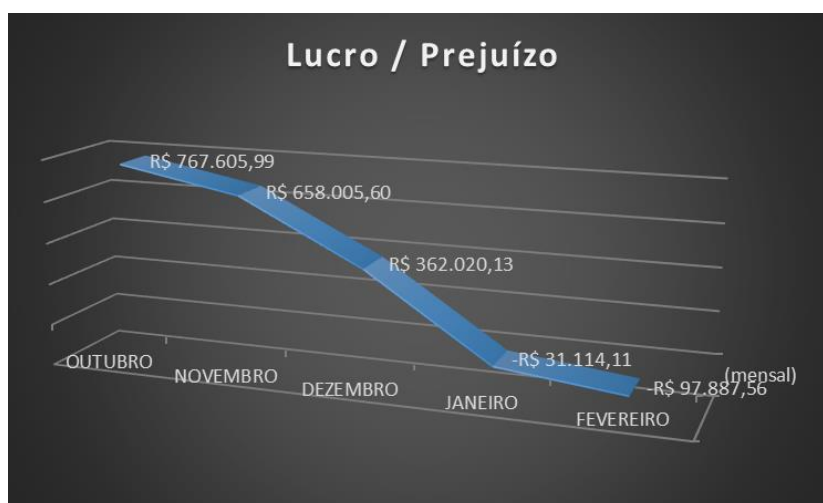 Lucro / Prejuízo
R$ 767.605,99
R$ 658.005,60
R$ 362.020,13
-R$ 31.114,11
-R$ 97.887,56
(mensal)
OUTUBRO
NOVEMBRO
DEZEMBRO
JANEIRO
FEVEREIRO